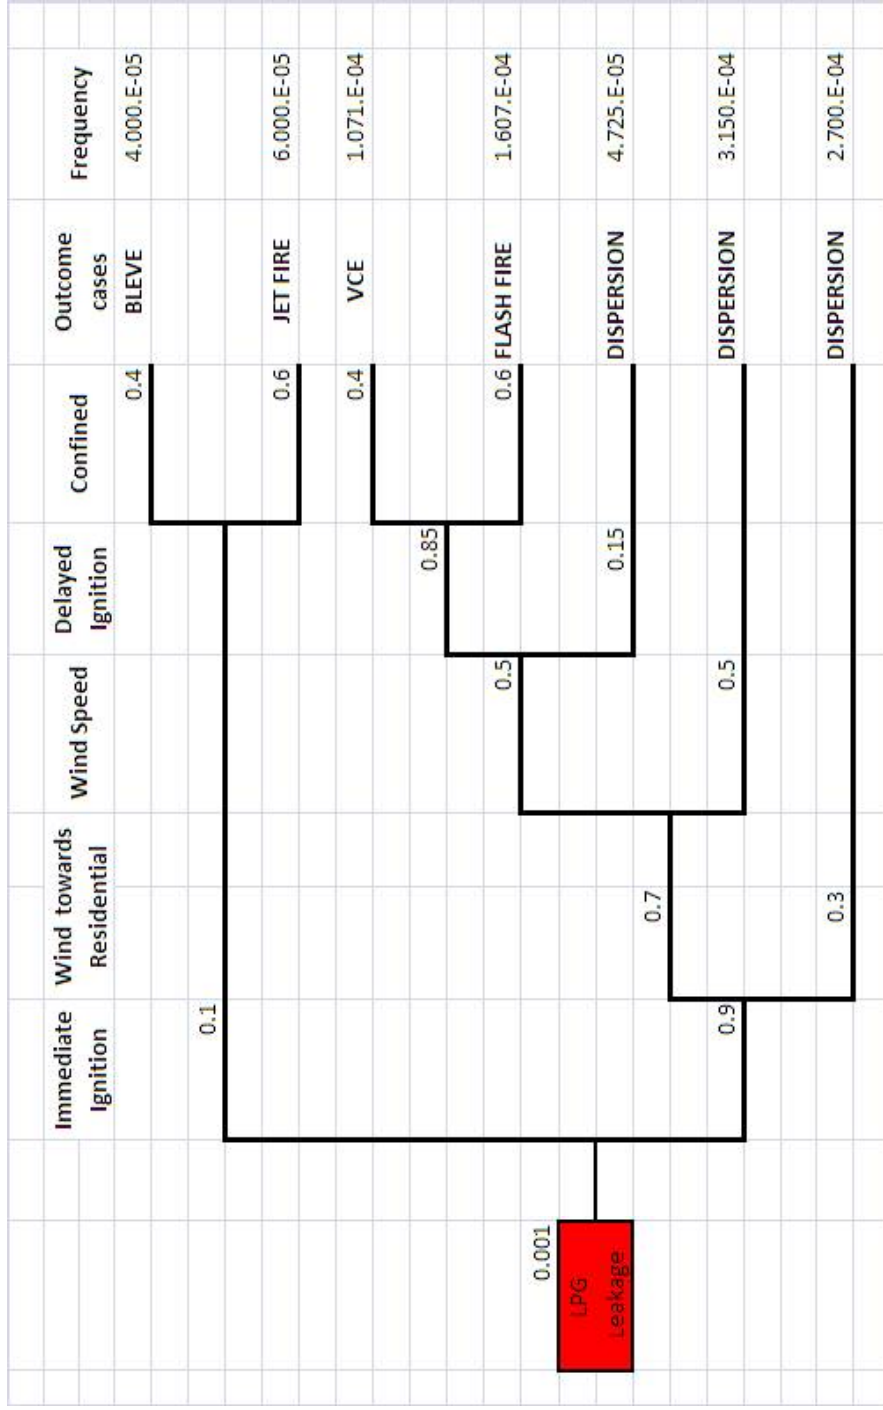 Immediate
Ignition
Wind towards
Residential
Wind Speed
Delayed
Ignition
Confined
Outcome
cases
Frequency
0.4
BLEVE
4.000.E-05
0.1
0.6
JET FIRE
6.000.E-05
0.4
VCE
1.071.E-04
0.85
0.5
0.6
FLASH FIRE
1.607.E-04
0.001
LPG
Leakage
0.15
DISPERSION
4.725.E-05
0.7
0.9
0.5
DISPERSION
3.150.E-04
0.3
DISPERSION
2.700.E-04